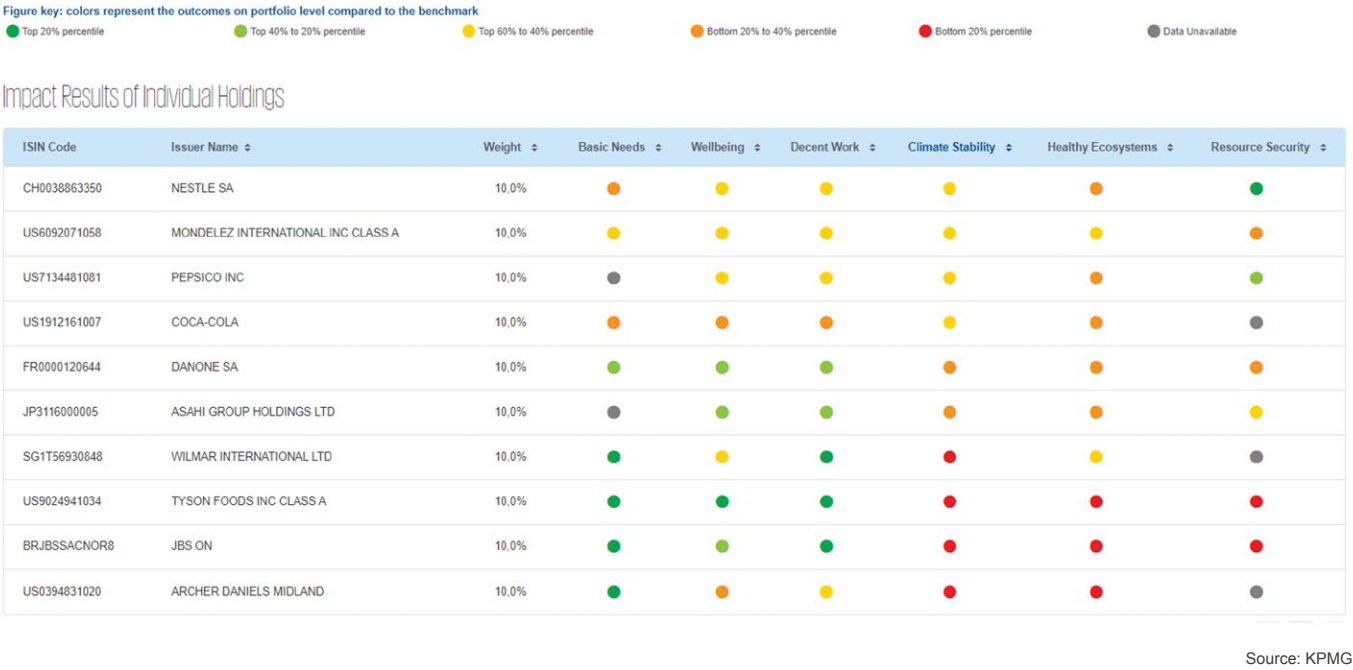 Figure key: colors represent the outcomes on portfolio level compared to the benchmark
Top 20% percentile Top 40% to 20% percentile Top 60% to 40% percentile Bottom 20% to 40% percentile Bottom 20% percentile Data Unavailable
Impact Results of Individual Holdings
ISIN Code Issuer Name Weight Basic Needs Wellbeing Decent Work Climate Stability Healthy Ecosystems Resource Security
CH0038863350 NESTLE SA 10,0%
US6092071058 MONDELEZ INTERNATIONAL INC CLASS A 10,0%
US7134481081 PEPSICO INC 10,0%
US1912161007 COCA-COLA 10,0%
FR0000120644 DANONE SA 10,0%
JP3116000005 ASAHI GROUP HOLDINGS LTD 10,0%
SG1T56930848 WILMAR INTERNATIONAL LTD 10,0%
US9024941034 TYSON FOODS INC CLASS A 10,0%
BRJBSSACNOR8 JBS ON 10,0%
US0394831020 ARCHER DANIELS MIDLAND 10,0%
Source: KPMG